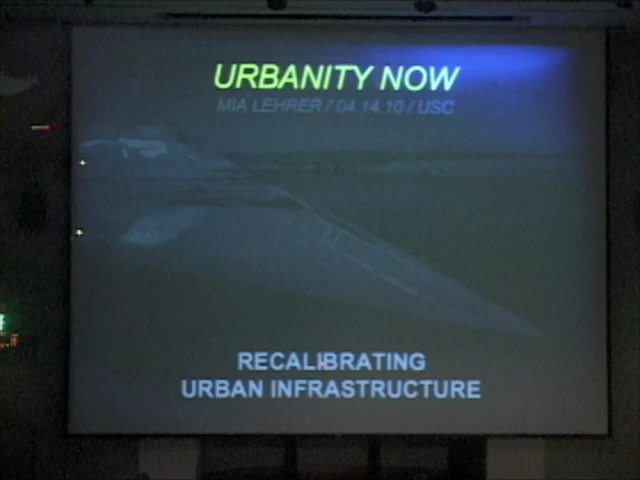 URBANITY NOW
MIA LEHRER / 04.14.10 / USC
RECALIBRATING
URBAN INFRASTRUCTURE